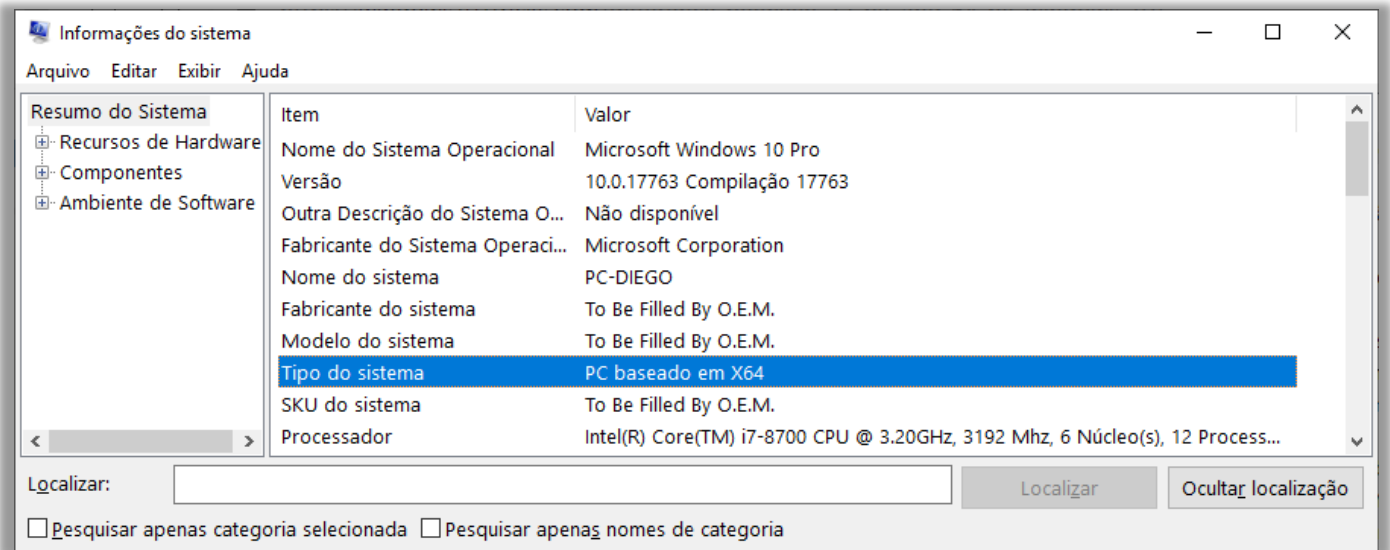 Informações do sistema
Arquivo Editar Exibir Ajuda
Resumo do Sistema
Recursos de Hardware
Componentes
Ambiente de Software
Item Valor
Nome do Sistema Operacional Microsoft Windows 10 Pro
Versão 10.0.17763 Compilação 17763
Outra Descrição do Sistema O... Não disponível
Fabricante do Sistema Operaci... Microsoft Corporation
Nome do sistema PC-DIEGO
Fabricante do sistema To Be Filled By O.E.M.
Modelo do sistema To Be Filled By O.E.M.
Tipo do sistema PC baseado em X64
SKU do sistema To Be Filled By O.E.M.
Processador Intel(R) Core(TM) i7-8700 CPU @ 3.20GHz, 3192 Mhz, 6 Núcleo(s), 12 Process...
Localizar: Localizar Ocultar localização
Pesquisar apenas categoria selecionada Pesquisar apenas nomes de categoria